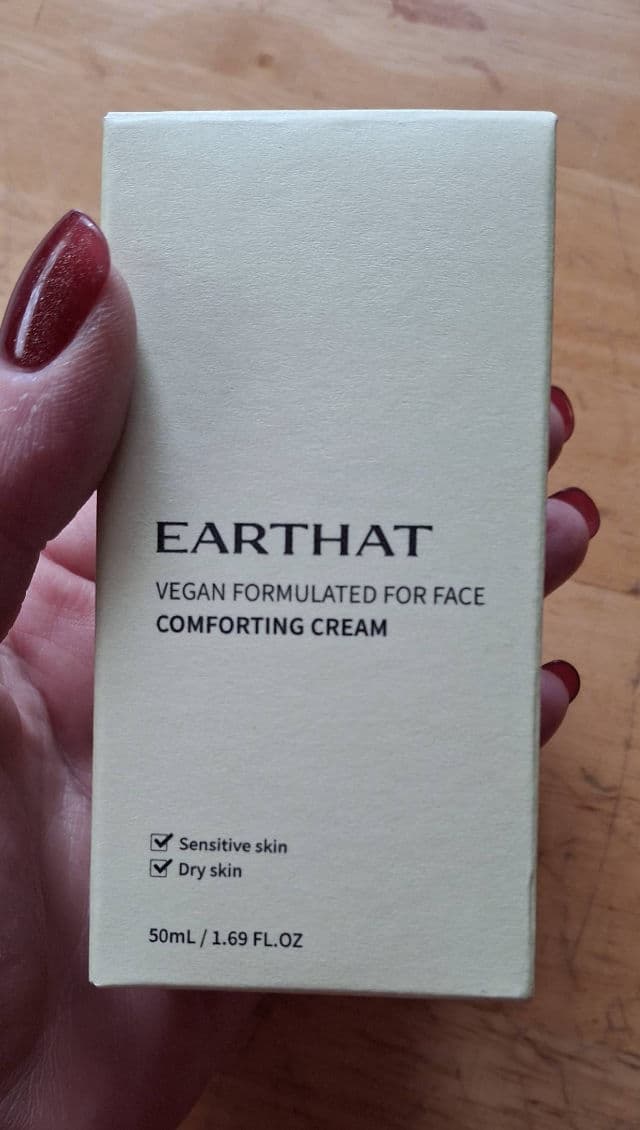 EARTHAT
VEGAN FORMULATED FOR FACE
COMFORTING CREAM
Sensitive skin
Dry skin
50mL / 1.69 FL.OZ